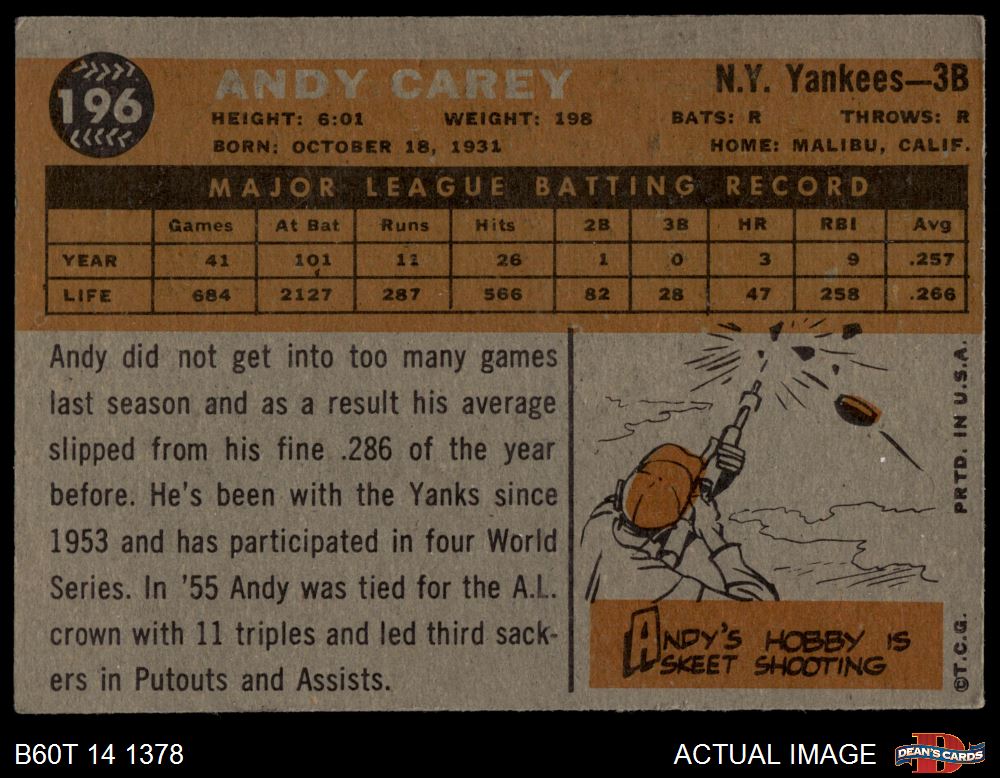 196
ANDY CAREY
N.Y. Yankees—3B
HEIGHT: 6:01 WEIGHT: 198 BATS: R THROWS: R
BORN: OCTOBER 18, 1931 HOME: MALIBU, CALIF.
MAJOR LEAGUE BATTING RECORD
Games At Bat Runs Hits 2B 3B HR RBI Avg
YEAR 41 101 11 26 1 0 3 9 .257
LIFE 684 2127 287 566 82 28 47 258 .266
Andy did not get into too many games
last season and as a result his average
slipped from his fine .286 of the year
before. He's been with the Yanks since
1953 and has participated in four World
Series. In '55 Andy was tied for the A.L.
crown with 11 triples and led third sack-
ers in Putouts and Assists.
ANDY'S HOBBY IS
SKEET SHOOTING
PRTD. IN U.S.A.
©T.C.G.
B60T 14 1378
ACTUAL IMAGE
DEAN'S CARDS